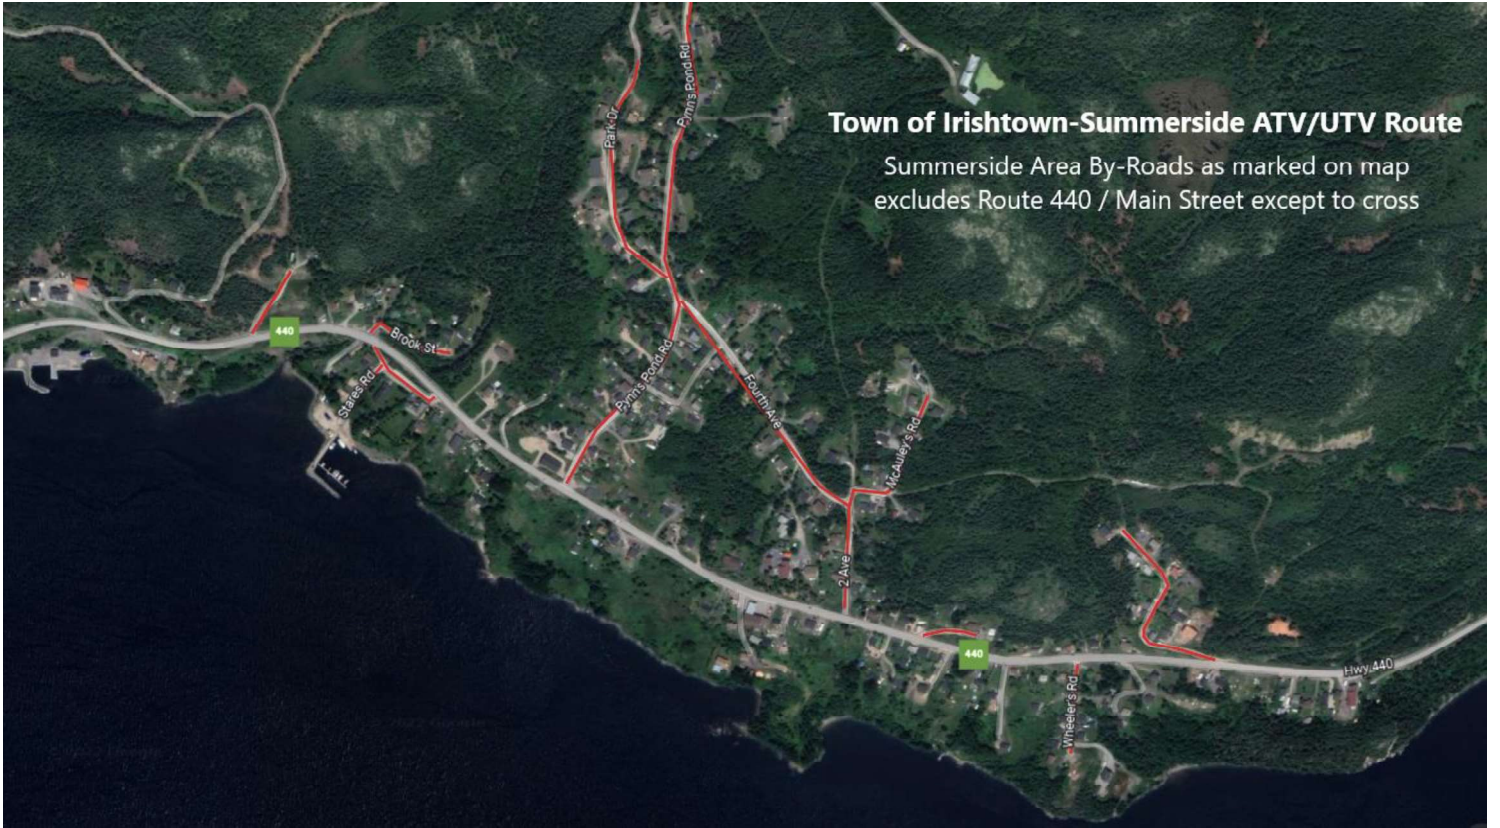 Town of Irishtown-Summerside ATV/UTV Route
Summerside Area By-Roads as marked on map
excludes Route 440 / Main Street except to cross
Park Dr
Pynn's Pond Rd
440
Brook St
Stares Rd
Pynn's Pond Rd
Fourth Ave
McAuley's Rd
2 Ave
440
Hwy 440
Wheeler's Rd